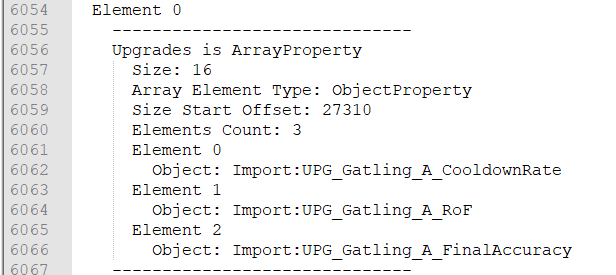 6054 Element 0
6055 ------------------------------
6056 Upgrades is ArrayProperty
6057 Size: 16
6058 Array Element Type: ObjectProperty
6059 Size Start Offset: 27310
6060 Elements Count: 3
6061 Element 0
6062 Object: Import:UPG_Gatling_A_CooldownRate
6063 Element 1
6064 Object: Import:UPG_Gatling_A_RoF
6065 Element 2
6066 Object: Import:UPG_Gatling_A_FinalAccuracy
6067 ------------------------------